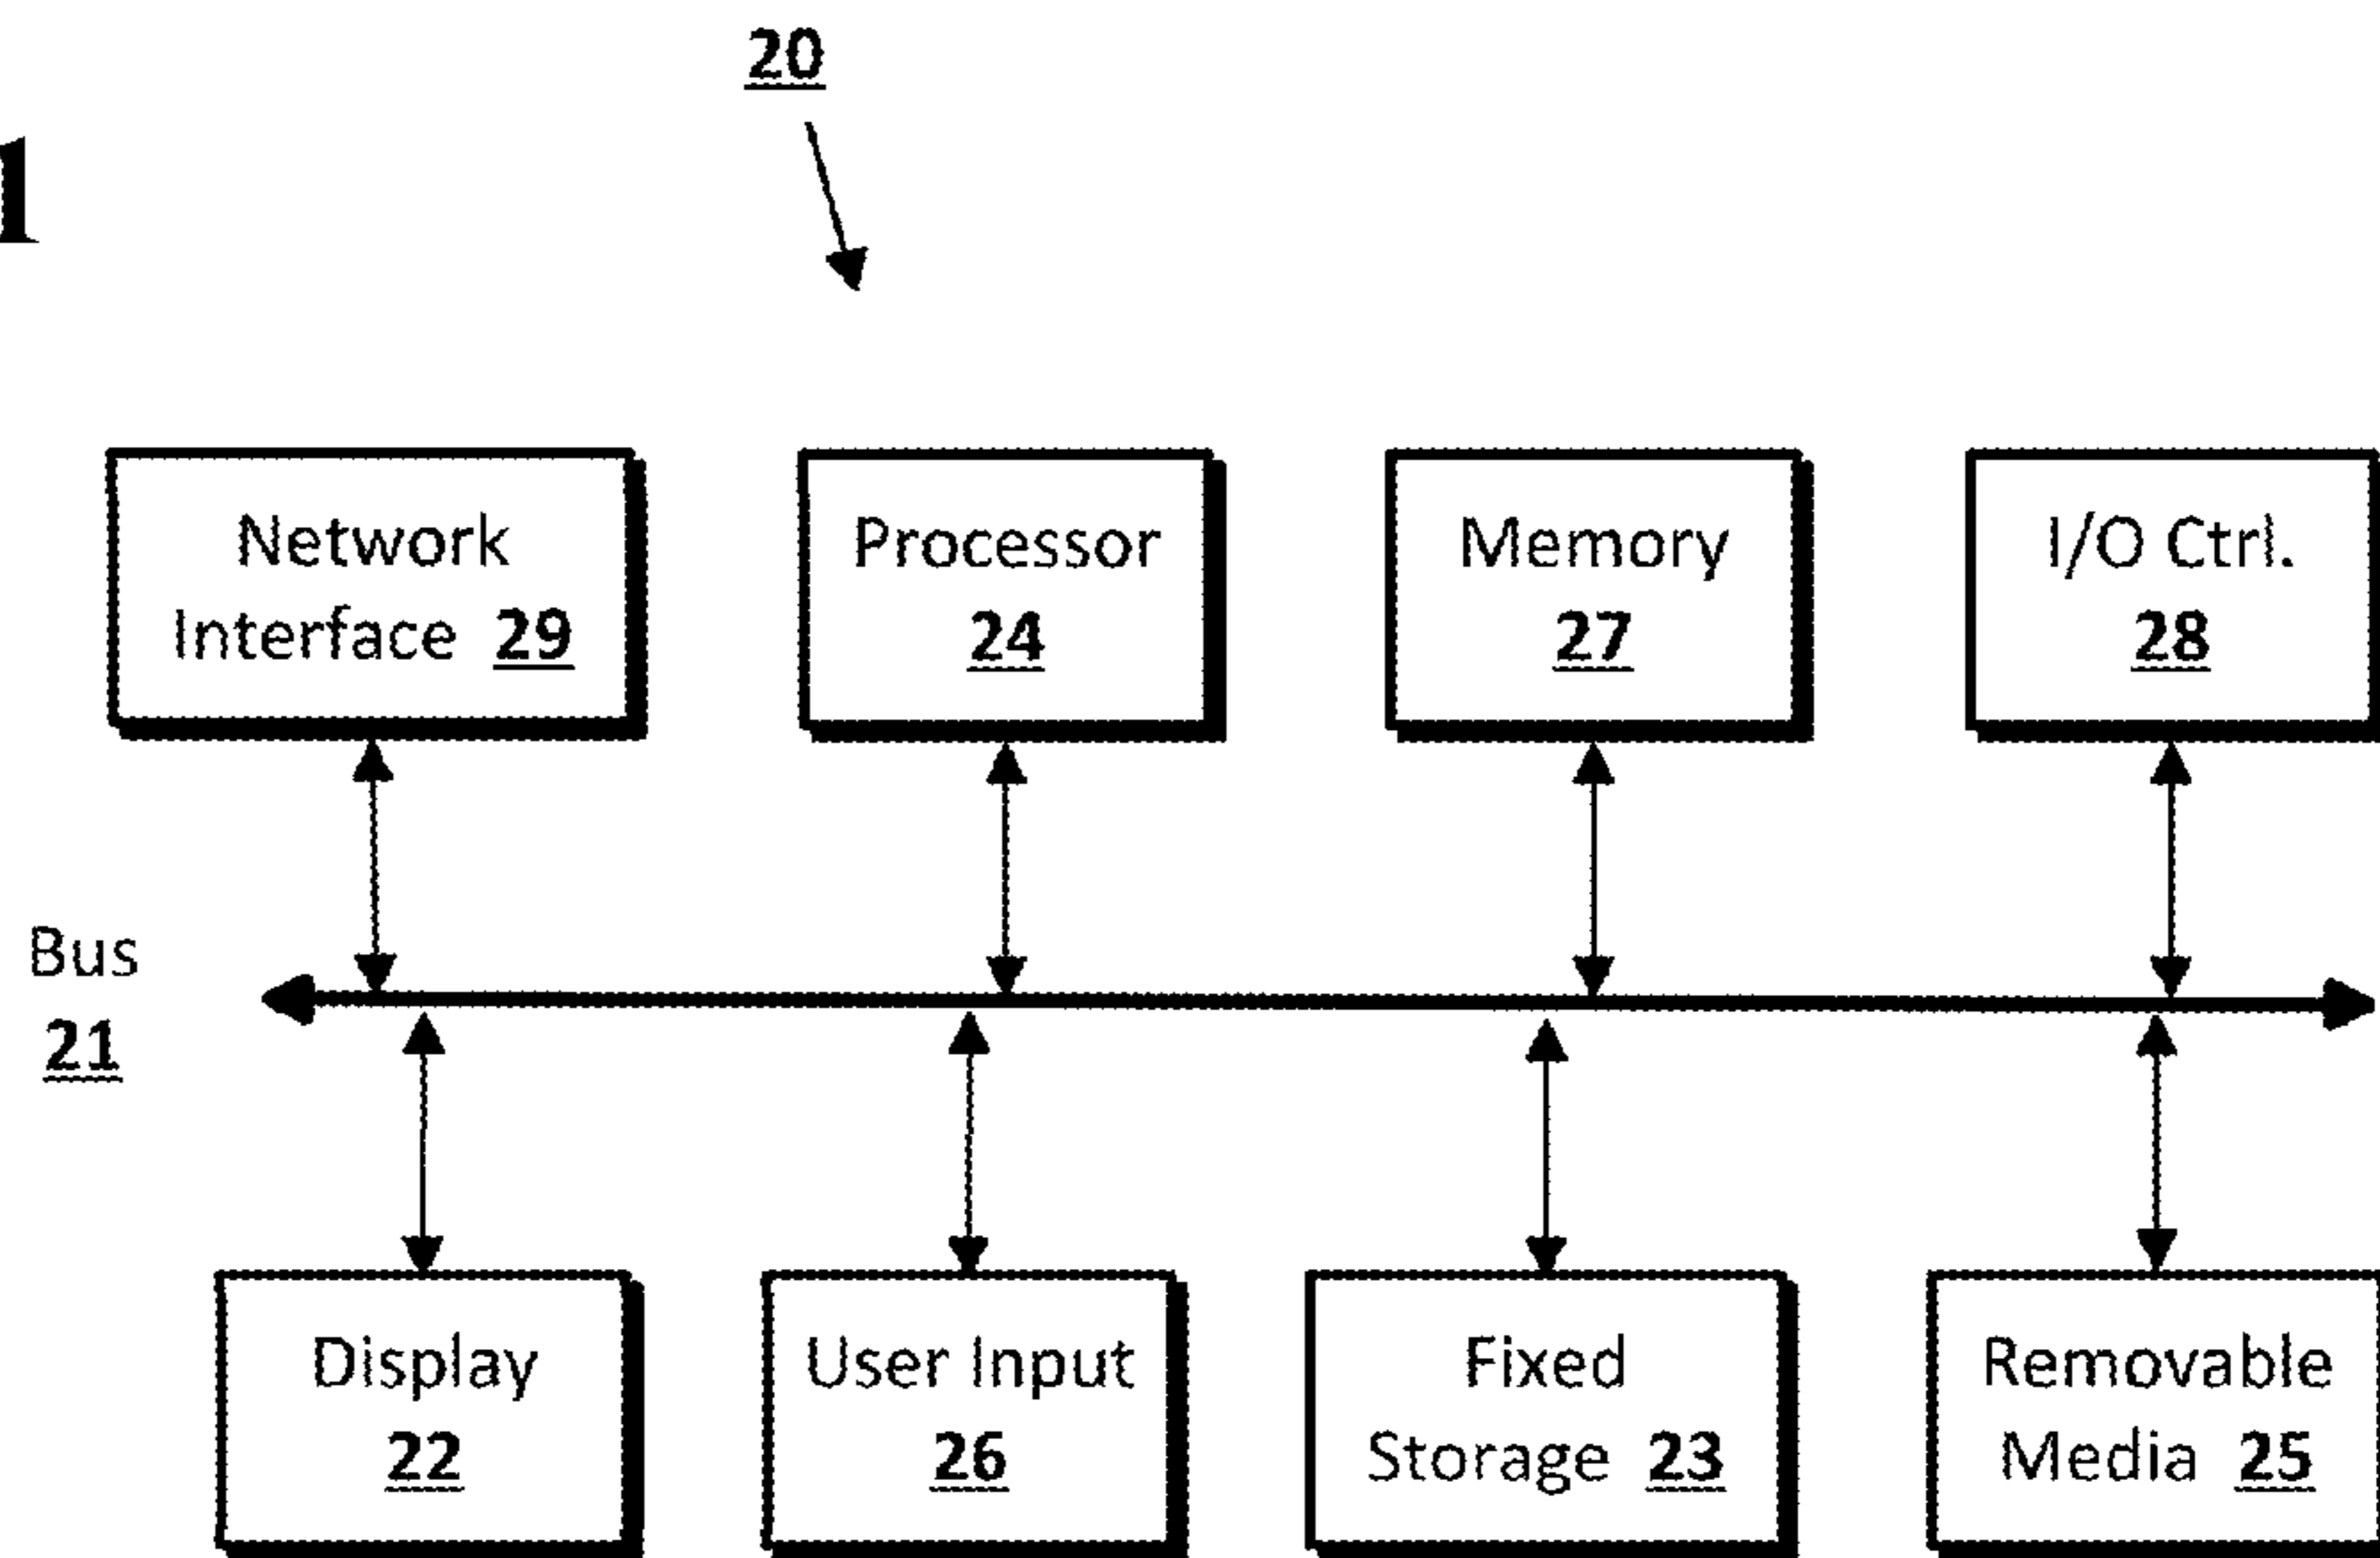 20
1
Network
Interface 29
Processor
24
Memory
27
I/O Ctrl.
28
Bus
21
Display
22
User Input
26
Fixed
Storage 23
Removable
Media 25